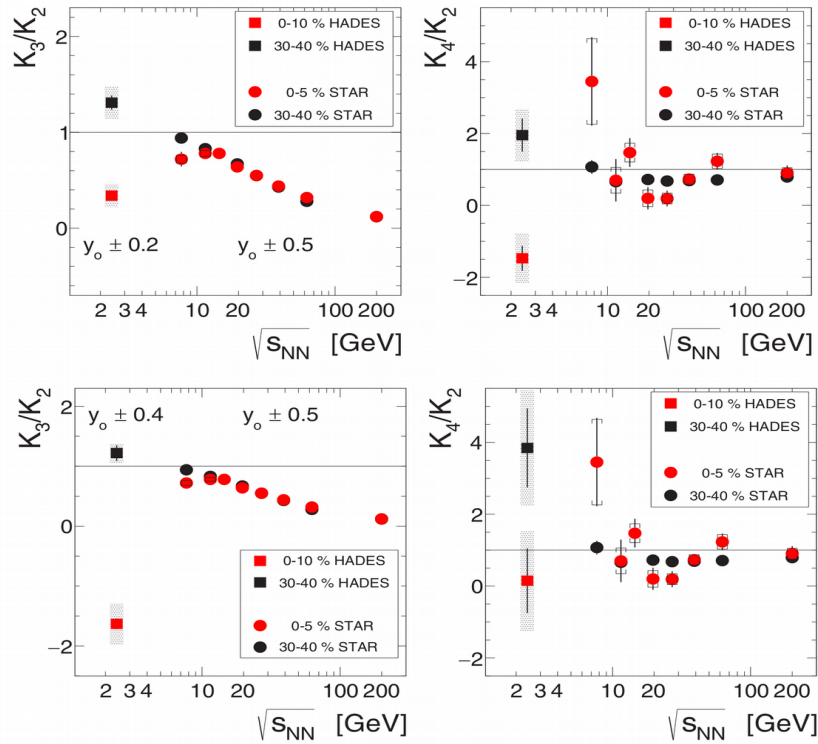 K3/K2
2
1
0
0-10 % HADES
30-40 % HADES
0-5 % STAR
30-40 % STAR
yo ± 0.2
yo ± 0.5
2 3 4 10 20 100 200
√sNN [GeV]
K4/K2
4
2
0
−2
0-10 % HADES
30-40 % HADES
0-5 % STAR
30-40 % STAR
2 3 4 10 20 100 200
√sNN [GeV]
K3/K2
2
0
−2
yo ± 0.4
yo ± 0.5
0-10 % HADES
30-40 % HADES
0-5 % STAR
30-40 % STAR
2 3 4 10 20 100 200
√sNN [GeV]
K4/K2
4
2
0
−2
0-10 % HADES
30-40 % HADES
0-5 % STAR
30-40 % STAR
2 3 4 10 20 100 200
√sNN [GeV]